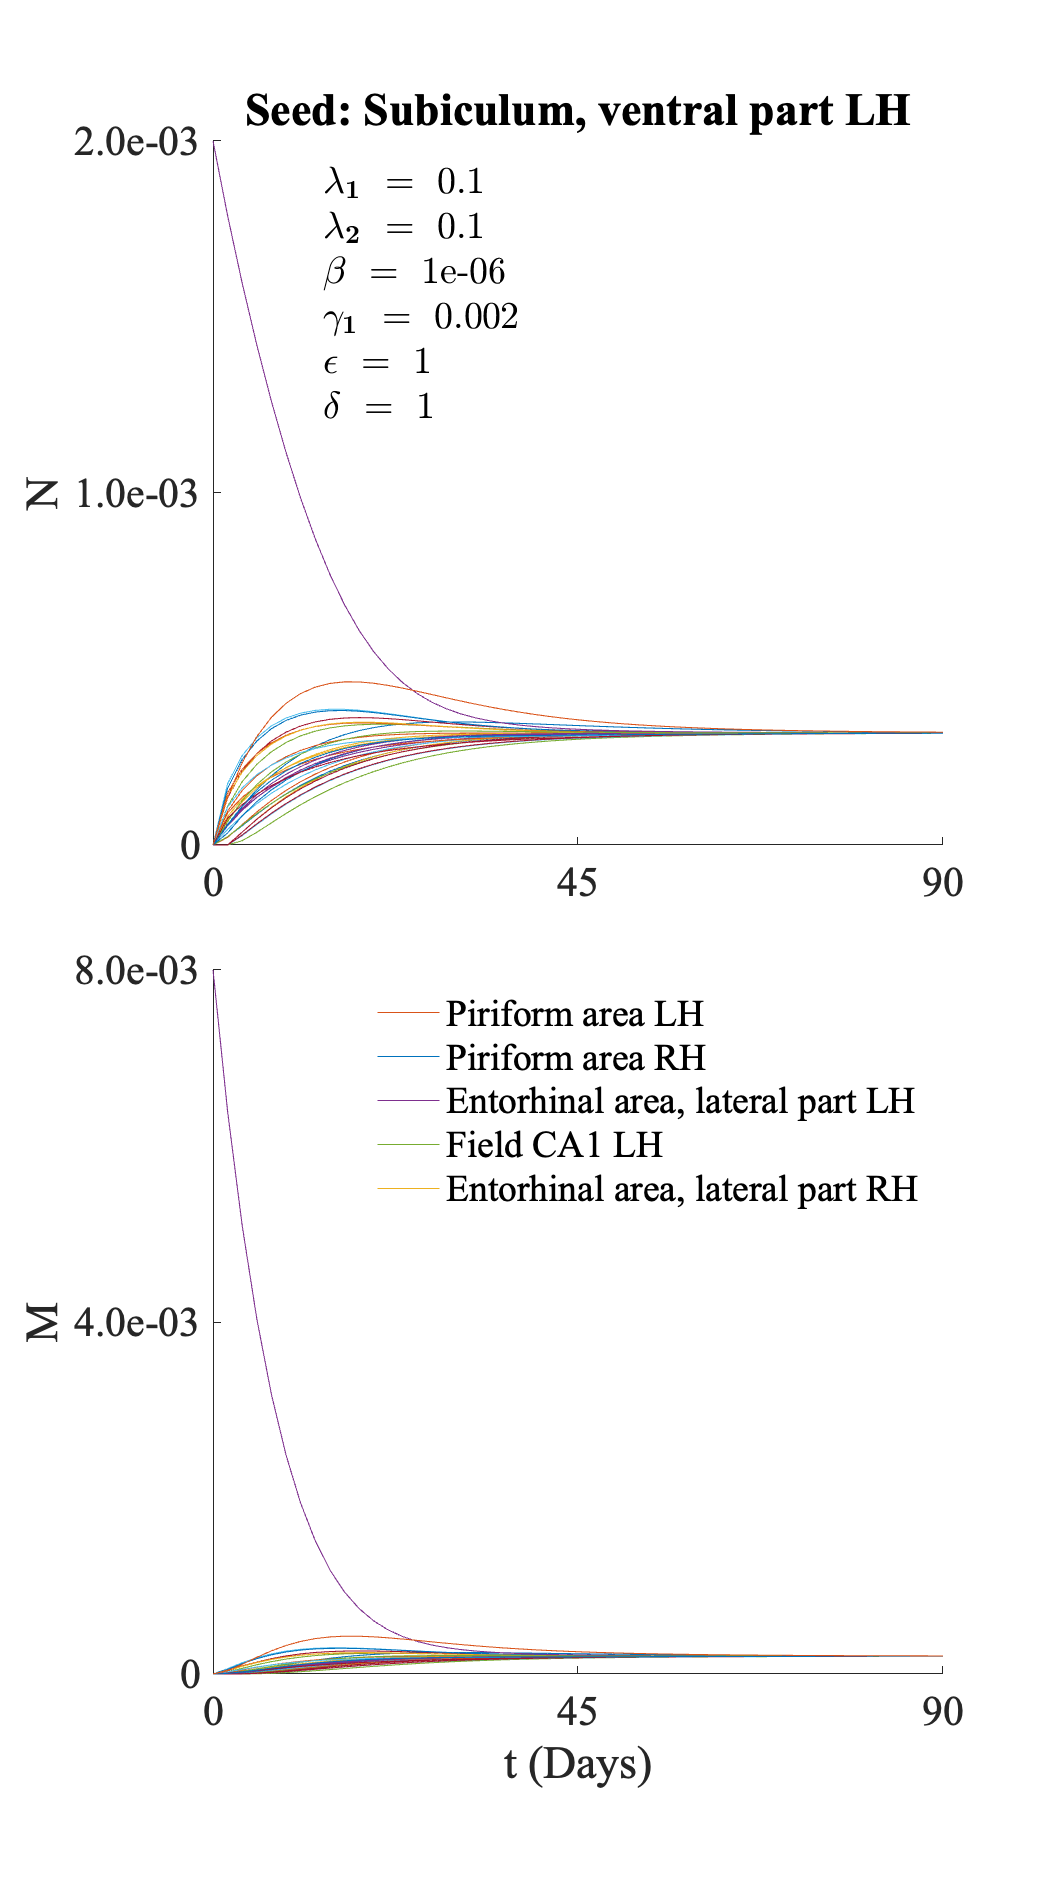 Seed: Subiculum, ventral part LH
2.0e-03
λ1 = 0.1
λ2 = 0.1
β = 1e-06
γ1 = 0.002
ϵ = 1
δ = 1
N
1.0e-03
0
0 45 90
8.0e-03
Piriform area LH
Piriform area RH
Entorhinal area, lateral part LH
Field CA1 LH
Entorhinal area, lateral part RH
M
4.0e-03
0
0 45 90
t (Days)